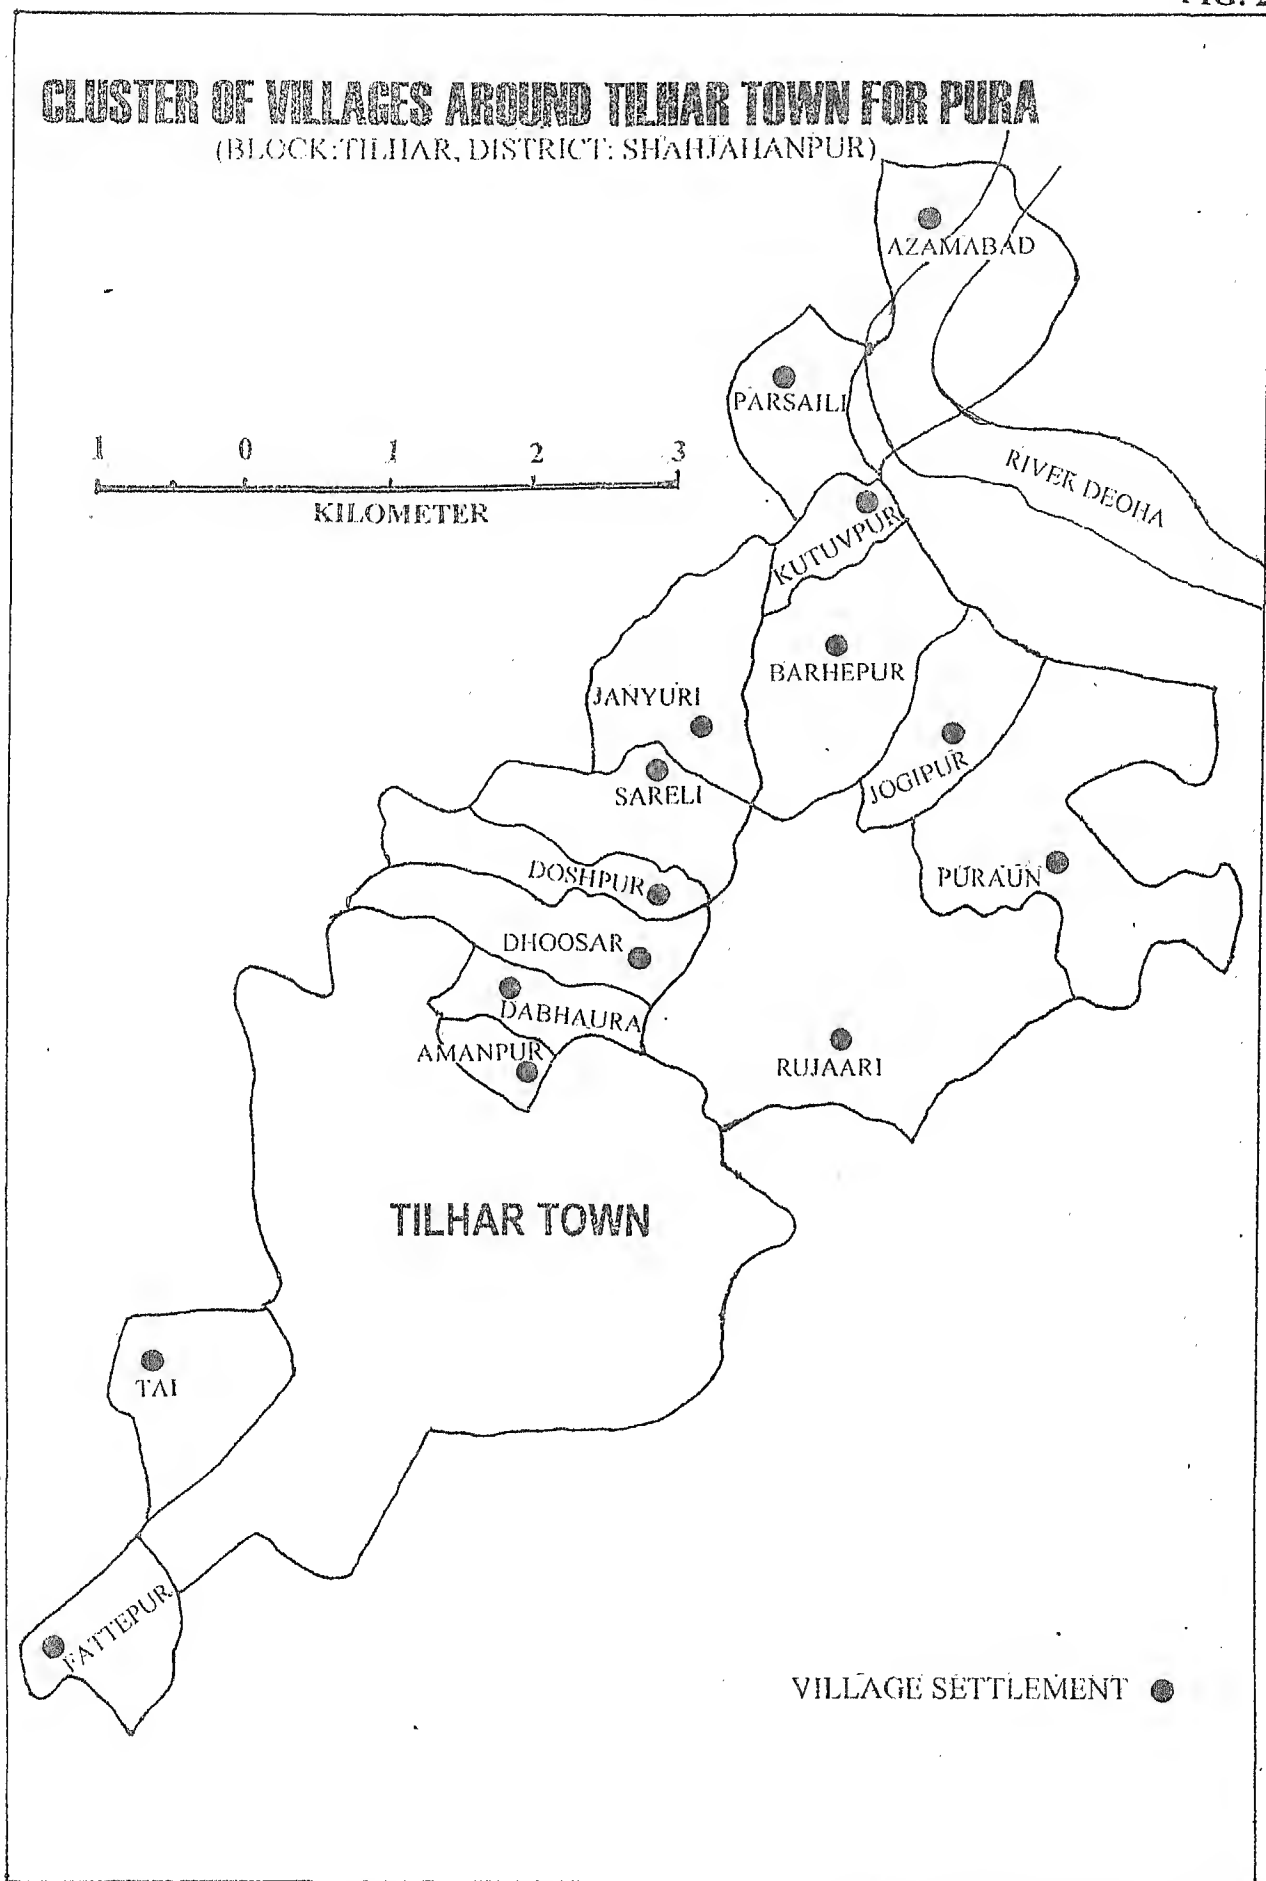 FIG. 2
CLUSTER OF VILLAGES AROUND TILHAR TOWN FOR PURA
(BLOCK:TILHAR, DISTRICT: SHAHJAHANPUR)
AZAMABAD
PARSAILI
1 0 1 2 3
KILOMETER
RIVER DEOHA
KUTUVPUR
BARHEPUR
JANYURI
JOGIPUR
SARELI
DOSHPUR
PURAUN
DHOOSAR
DABHAURA
AMANPUR
RUJAARI
TILHAR TOWN
TAI
FATTEPUR
VILLAGE SETTLEMENT